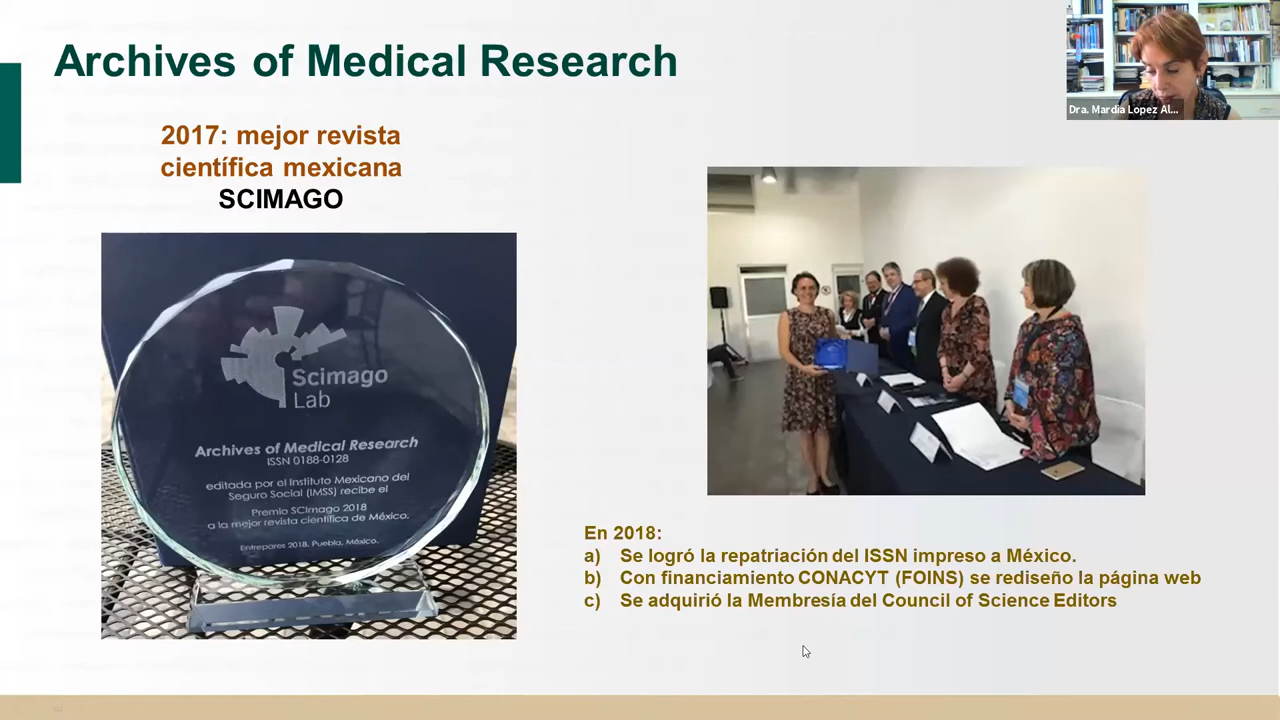 Archives of Medical Research
Dra. Mardia Lopez Al...
2017: mejor revista
científica mexicana
SCIMAGO
Scimago
Lab
Archives of Medical Research
ISSN 0188-0128
editada por el Instituto Mexicano del
Seguro Social (IMSS) recibe el
Premio SCImago 2018
a la mejor revista científica de México.
Entrepares 2018. Puebla, México.
En 2018:
a) Se logró la repatriación del ISSN impreso a México.
b) Con financiamiento CONACYT (FOINS) se rediseño la página web
c) Se adquirió la Membresía del Council of Science Editors